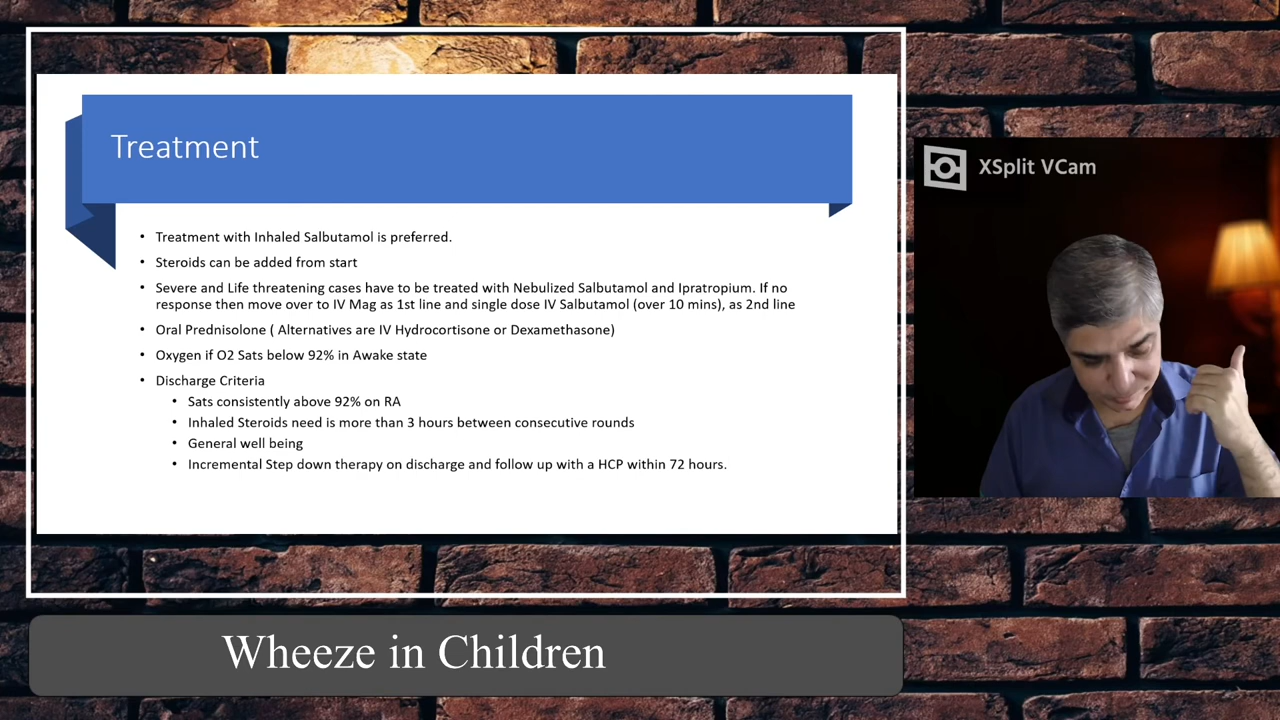 Treatment
• Treatment with Inhaled Salbutamol is preferred.
• Steroids can be added from start
• Severe and Life threatening cases have to be treated with Nebulized Salbutamol and Ipratropium. If no
response then move over to IV Mag as 1st line and single dose IV Salbutamol (over 10 mins), as 2nd line
• Oral Prednisolone ( Alternatives are IV Hydrocortisone or Dexamethasone)
• Oxygen if O2 Sats below 92% in Awake state
• Discharge Criteria
• Sats consistently above 92% on RA
• Inhaled Steroids need is more than 3 hours between consecutive rounds
• General well being
• Incremental Step down therapy on discharge and follow up with a HCP within 72 hours.
XSplit VCam
Wheeze in Children